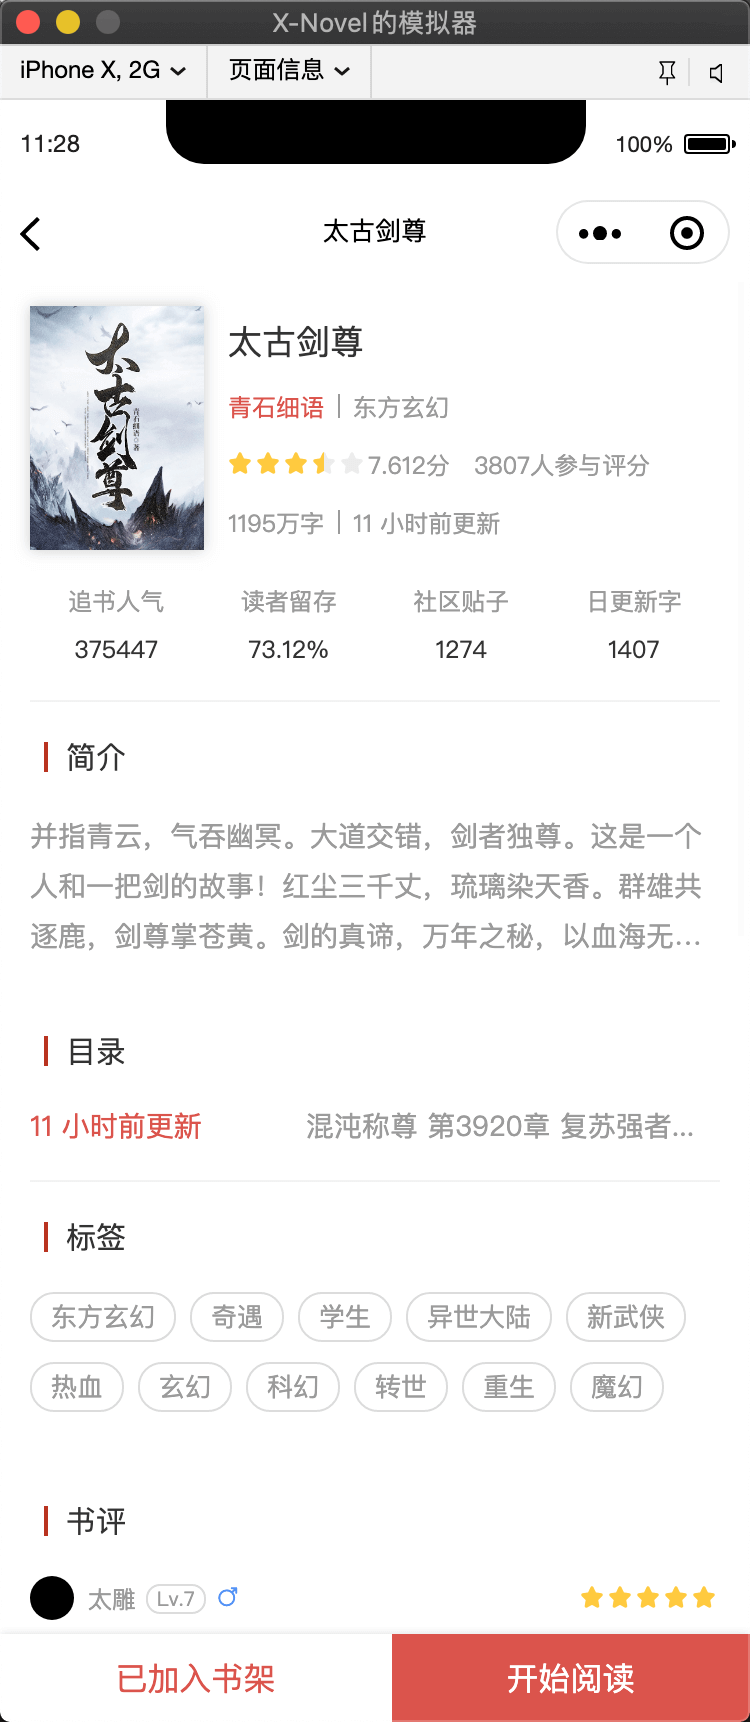 X-Novel的模拟器
iPhone X, 2G 页面信息
11:28 100%
太古剑尊
太古剑尊
青石细语·著
太古剑尊
青石细语 | 东方玄幻
7.612分 3807人参与评分
1195万字 | 11 小时前更新
追书人气 读者留存 社区贴子 日更新字
375447 73.12% 1274 1407
简介
并指青云，气吞幽冥。大道交错，剑者独尊。这是一个
人和一把剑的故事！红尘三千丈，琉璃染天香。群雄共
逐鹿，剑尊掌苍黄。剑的真谛，万年之秘，以血海无...
目录
11 小时前更新 混沌称尊 第3920章 复苏强者...
标签
东方玄幻 奇遇 学生 异世大陆 新武侠
热血 玄幻 科幻 转世 重生 魔幻
书评
太雕 Lv.7
已加入书架 开始阅读